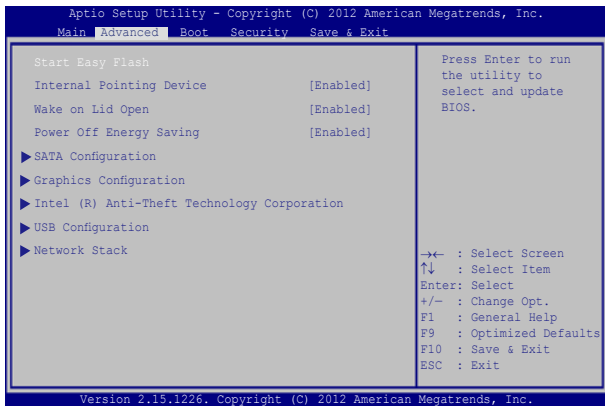 Aptio Setup Utility - Copyright (C) 2012 American Megatrends, Inc.
Main Advanced Boot Security Save & Exit
Start Easy Flash
Internal Pointing Device [Enabled]
Wake on Lid Open [Enabled]
Power Off Energy Saving [Enabled]
SATA Configuration
Graphics Configuration
Intel (R) Anti-Theft Technology Corporation
USB Configuration
Network Stack
Press Enter to run
the utility to
select and update
BIOS.
→← : Select Screen
↑↓ : Select Item
Enter: Select
+/— : Change Opt.
F1 : General Help
F9 : Optimized Defaults
F10 : Save & Exit
ESC : Exit
Version 2.15.1226. Copyright (C) 2012 American Megatrends, Inc.